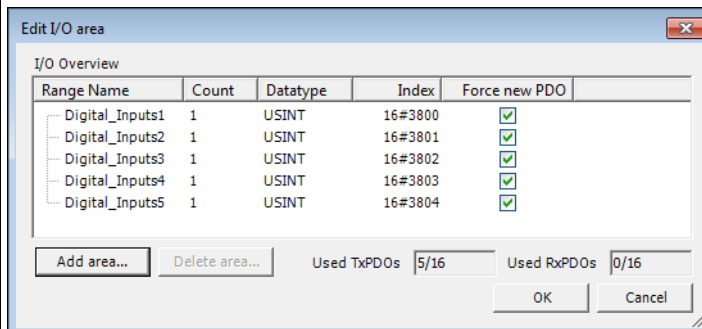 Edit I/O area
I/O Overview
Range Name Count Datatype Index Force new PDO
Digital_Inputs1 1 USINT 16#3800
Digital_Inputs2 1 USINT 16#3801
Digital_Inputs3 1 USINT 16#3802
Digital_Inputs4 1 USINT 16#3803
Digital_Inputs5 1 USINT 16#3804
Add area... Delete area... Used TxPDOs 5/16 Used RxPDOs 0/16
OK Cancel